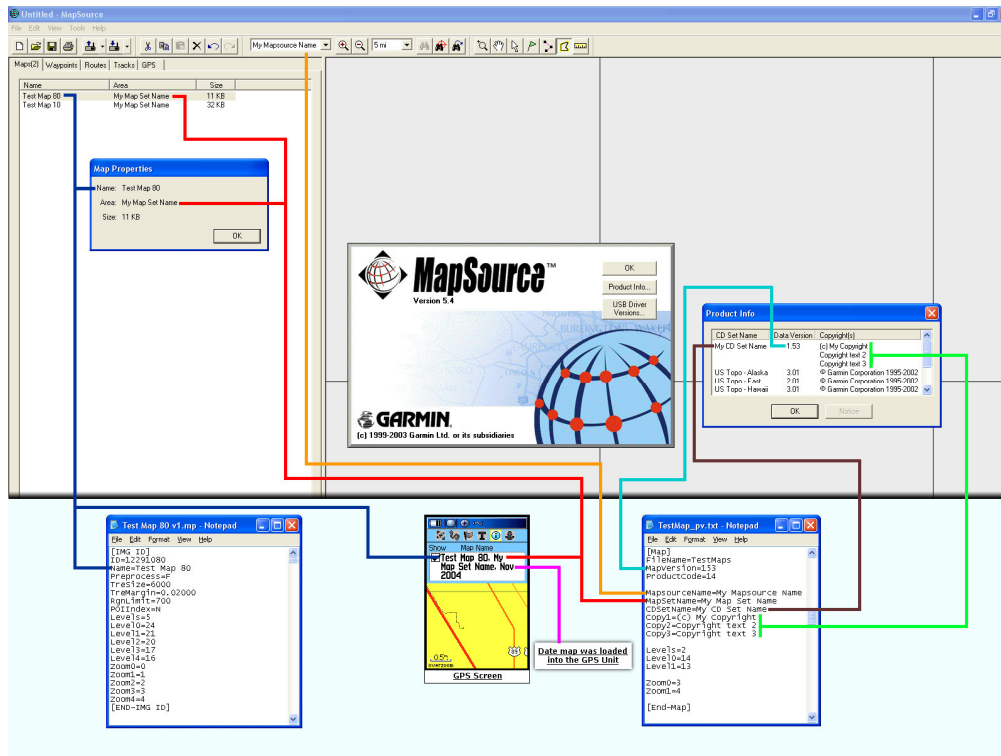 Untitled - MapSource
File Edit View Tools Help
My Mapsource Name
5 mi
Maps(2) Waypoints Routes Tracks GPS
Name Area Size
Test Map 80 My Map Set Name 11 KB
Test Map 10 My Map Set Name 32 KB
Map Properties
Name: Test Map 80
Area: My Map Set Name
Size: 11 KB
OK
MapSource™
Version 5.4
OK
Product Info...
USB Driver
Versions...
GARMIN.
(c) 1999-2003 Garmin Ltd. or its subsidiaries
Product Info
CD Set Name Data Version Copyright(s)
My CD Set Name 1.53 (c) My Copyright
Copyright text 2
Copyright text 3
US Topo - Alaska 3.01 © Garmin Corporation 1995-2002
US Topo - East 2.01 © Garmin Corporation 1995-2002
US Topo - Hawaii 3.01 © Garmin Corporation 1995-2002
OK Notice
Test Map 80 v1.mp - Notepad
File Edit Format View Help
[IMG ID]
ID=12291080
Name=Test Map 80
Preprocess=F
TreSize=6000
TreMargin=0.02000
RgnLimit=700
POIIndex=N
Levels=5
Level0=24
Level1=21
Level2=20
Level3=17
Level4=16
Zoom0=0
Zoom1=1
Zoom2=2
Zoom3=3
Zoom4=4
[END-IMG ID]
Show Map Name
Test Map 80, My
Map Set Name, Nov
2004
0.5mi
overzoom
89
GPS Screen
Date map was loaded
into the GPS Unit
TestMap_pv.txt - Notepad
File Edit Format View Help
[Map]
FileName=TestMaps
MapVersion=153
ProductCode=14
MapsourceName=My Mapsource Name
MapSetName=My Map Set Name
CDSetName=My CD Set Name
Copy1=(c) My Copyright
Copy2=Copyright text 2
Copy3=Copyright text 3
Levels=2
Level0=14
Level1=13
Zoom0=3
Zoom1=4
[End-Map]